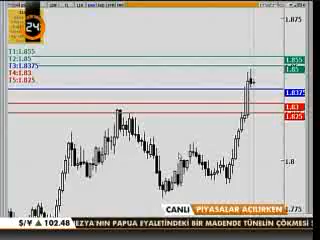 24
1.875
T1:1.855
T2:1.85
T3:1.8375
T4:1.83
T5:1.825
1.855
1.85
1.8375
1.83
1.825
1.8
1.775
CANLI PİYASALAR AÇILIRKEN
$/¥ ▲ 102.48 EZYA'NIN PAPUA EYALETİNDEKİ BİR MADENDE TÜNELİN ÇÖKMESİ